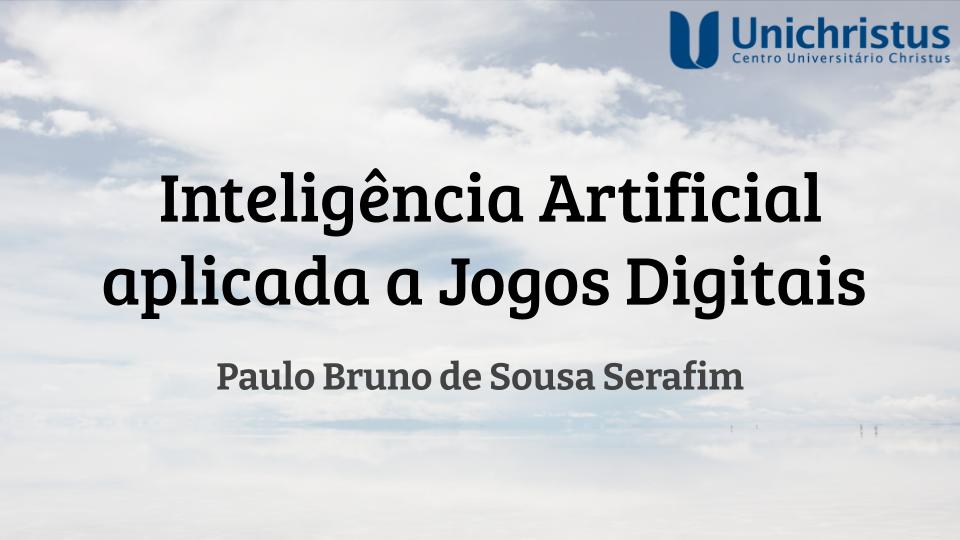 Unichristus
Centro Universitário Christus
Inteligência Artificial
aplicada a Jogos Digitais
Paulo Bruno de Sousa Serafim